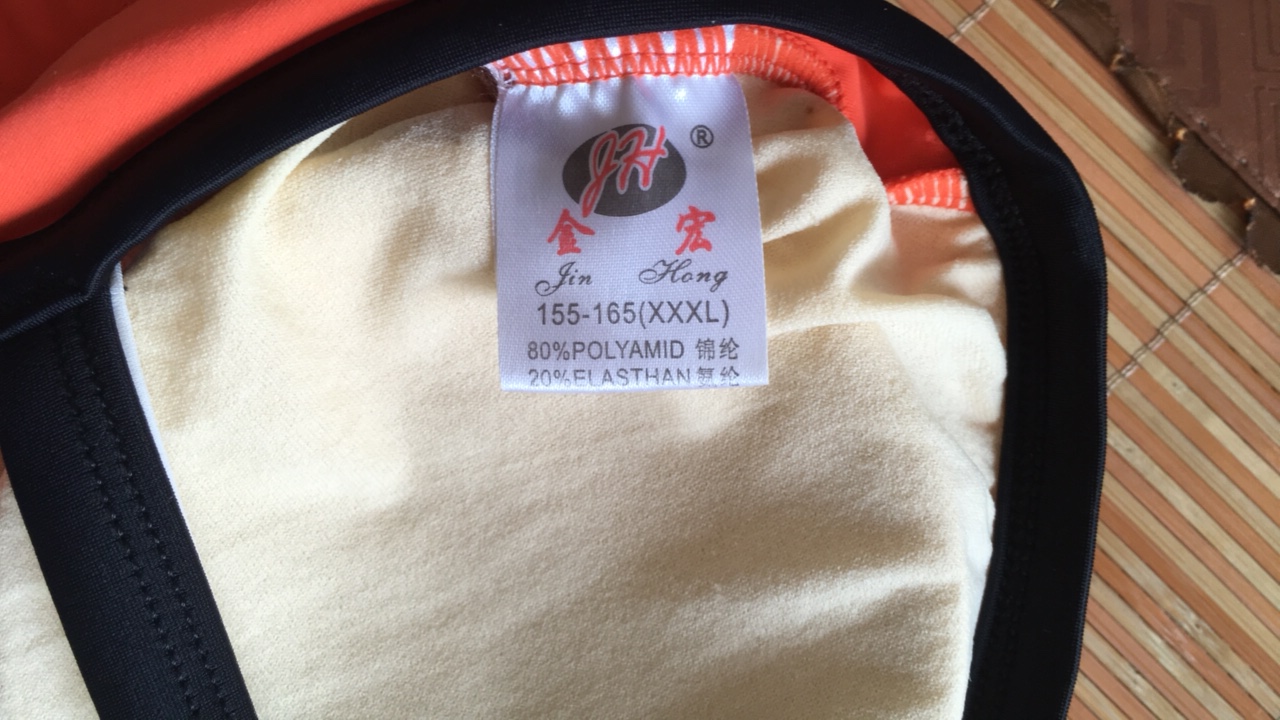 JH ®
金 宏
Jin Hong
155-165(XXXL)
80%POLYAMID 锦纶
20%ELASTHAN 氨纶